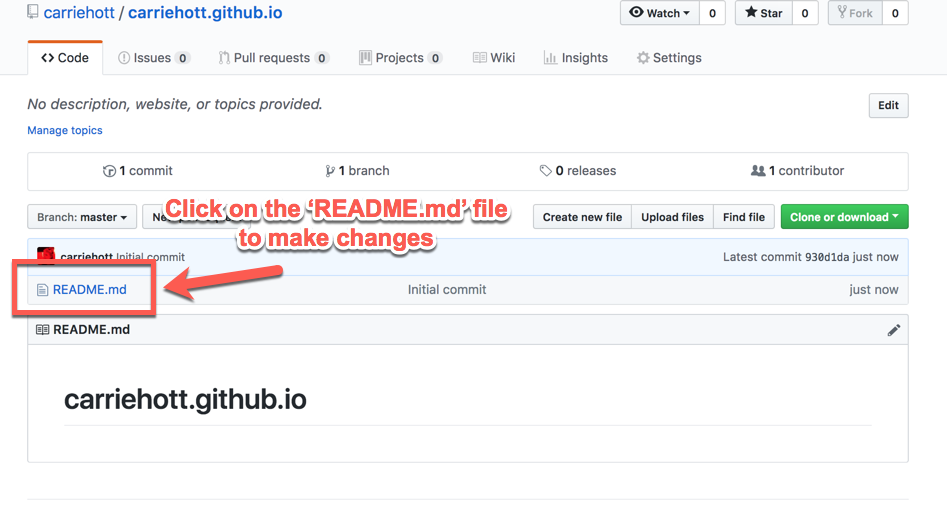 carriehott / carriehott.github.io
Watch 0 Star 0 Fork 0
Code Issues 0 Pull requests 0 Projects 0 Wiki Insights Settings
No description, website, or topics provided.
Edit
Manage topics
1 commit 1 branch 0 releases 1 contributor
Branch: master Create new file Upload files Find file Clone or download
Click on the ‘README.md’ file
to make changes
carriehott Initial commit Latest commit 930d1da just now
README.md Initial commit just now
README.md
carriehott.github.io